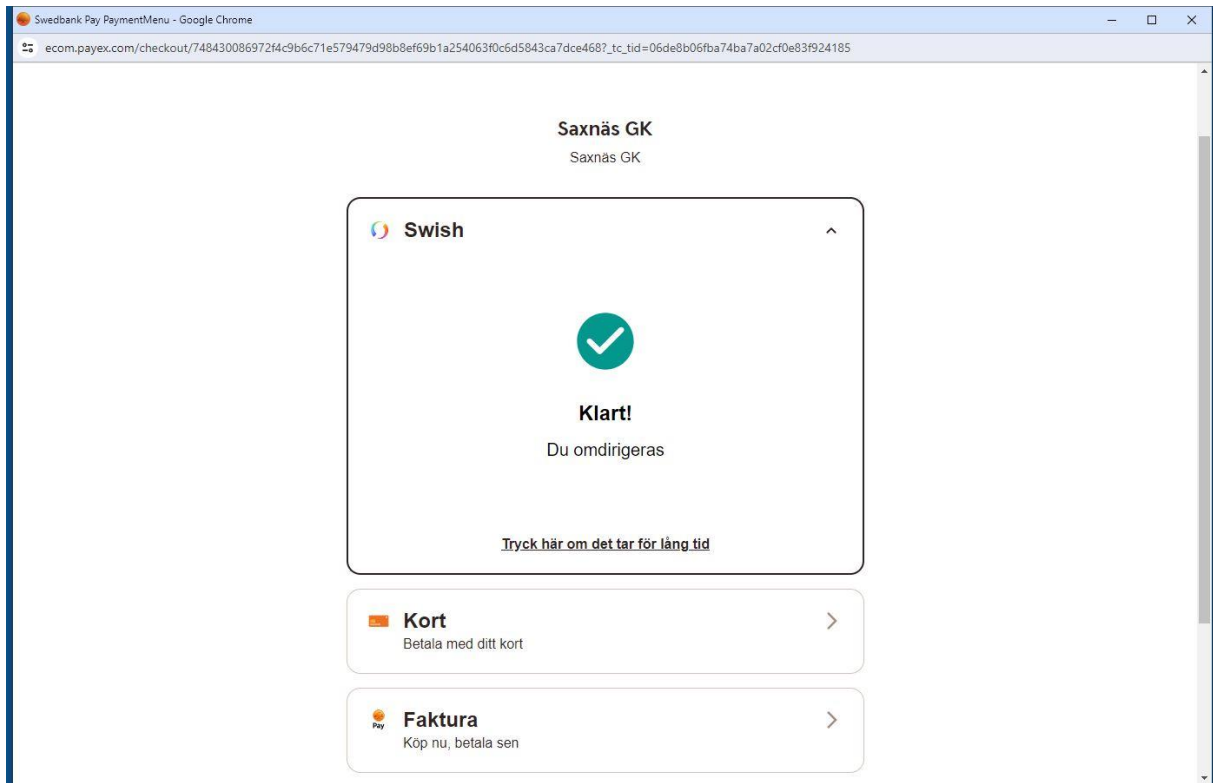 Swedbank Pay PaymentMenu - Google Chrome
ecom.payex.com/checkout/748430086972f4c9b6c71e579479d98b8ef69b1a254063f0c6d5843ca7dce468?_tc_tid=06de8b06fba74ba7a02cf0e83f924185
Saxnäs GK
Saxnäs GK
Swish
Klart!
Du omdirigeras
Tryck här om det tar för lång tid
Kort
Betala med ditt kort
Pay
Faktura
Köp nu, betala sen